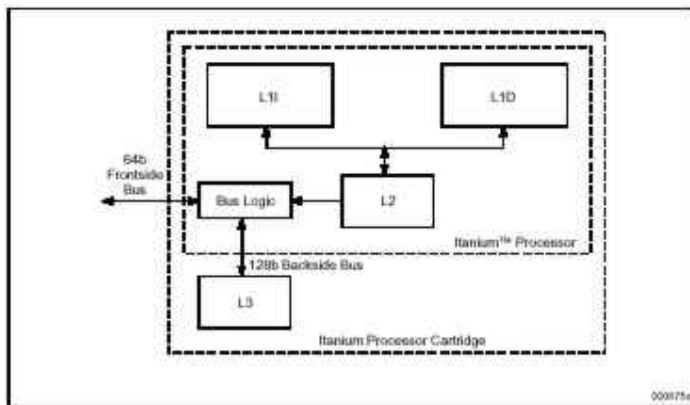 L1I
L1D
64b
Frontside
Bus
Bus Logic
L2
Itanium™ Processor
128b Backside Bus
L3
Itanium Processor Cartridge